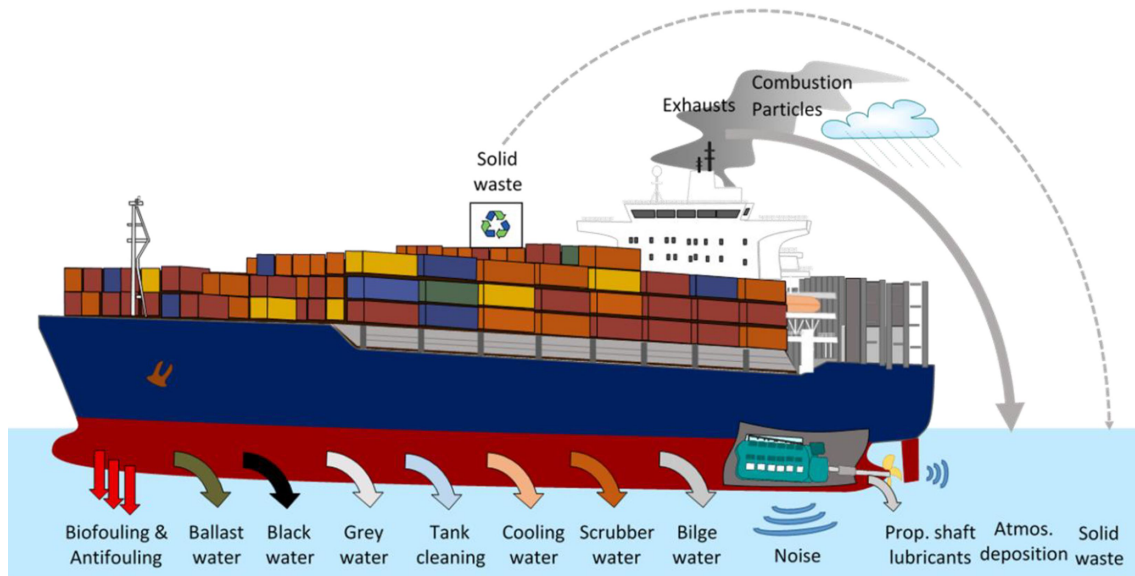 Combustion
Exhausts Particles
Solid
waste
Biofouling &
Antifouling
Ballast
water
Black
water
Grey
water
Tank
cleaning
Cooling
water
Scrubber
water
Bilge
water
Noise
Prop. shaft
lubricants
Atmos.
deposition
Solid
waste